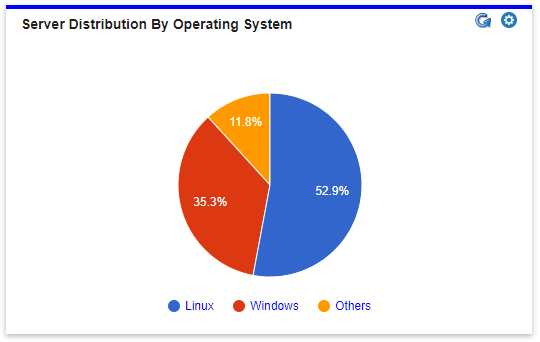 Server Distribution By Operating System
11.8%
52.9%
35.3%
Linux Windows Others